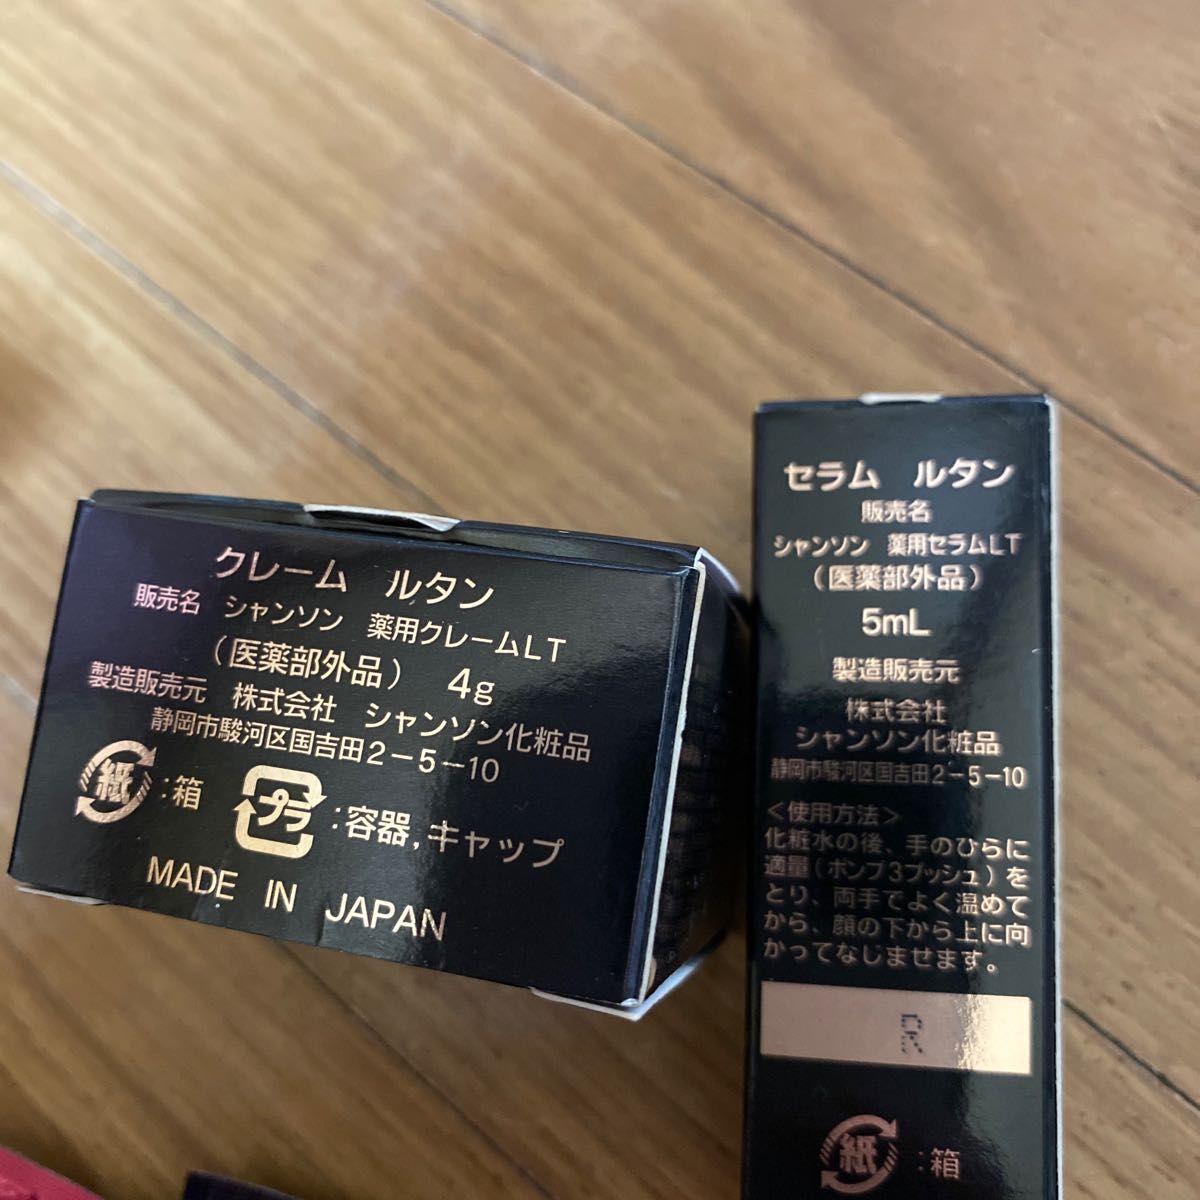 クレーム ルタン
販売名 シャンソン 薬用クレームLT
(医薬部外品) 4g
製造販売元 株式会社 シャンソン化粧品
静岡市駿河区国吉田2-5-10
紙 :箱 プラ :容器,キャップ
MADE IN JAPAN
セラム ルタン
販売名
シャンソン 薬用セラムLT
(医薬部外品)
5mL
製造販売元
株式会社
シャンソン化粧品
静岡市駿河区国吉田2-5-10
<使用方法>
化粧水の後、手のひらに
適量(ポンプ3プッシュ)を
とり、両手でよく温めて
から、顔の下から上に向
かってなじませます。
R
紙 :箱